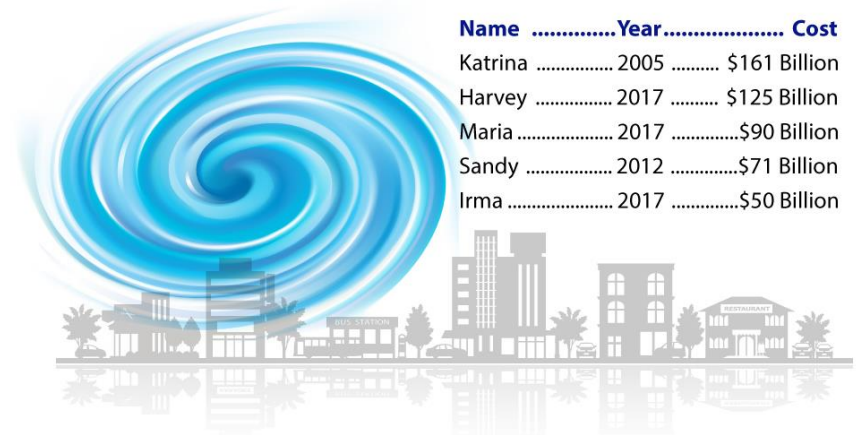 Name ..............Year.................... Cost
Katrina ................ 2005 .......... $161 Billion
Harvey ................ 2017 .......... $125 Billion
Maria .................... 2017 ..............$90 Billion
Sandy .................. 2012 ..............$71 Billion
Irma ...................... 2017 ..............$50 Billion
BUS STATION
RESTAURANT